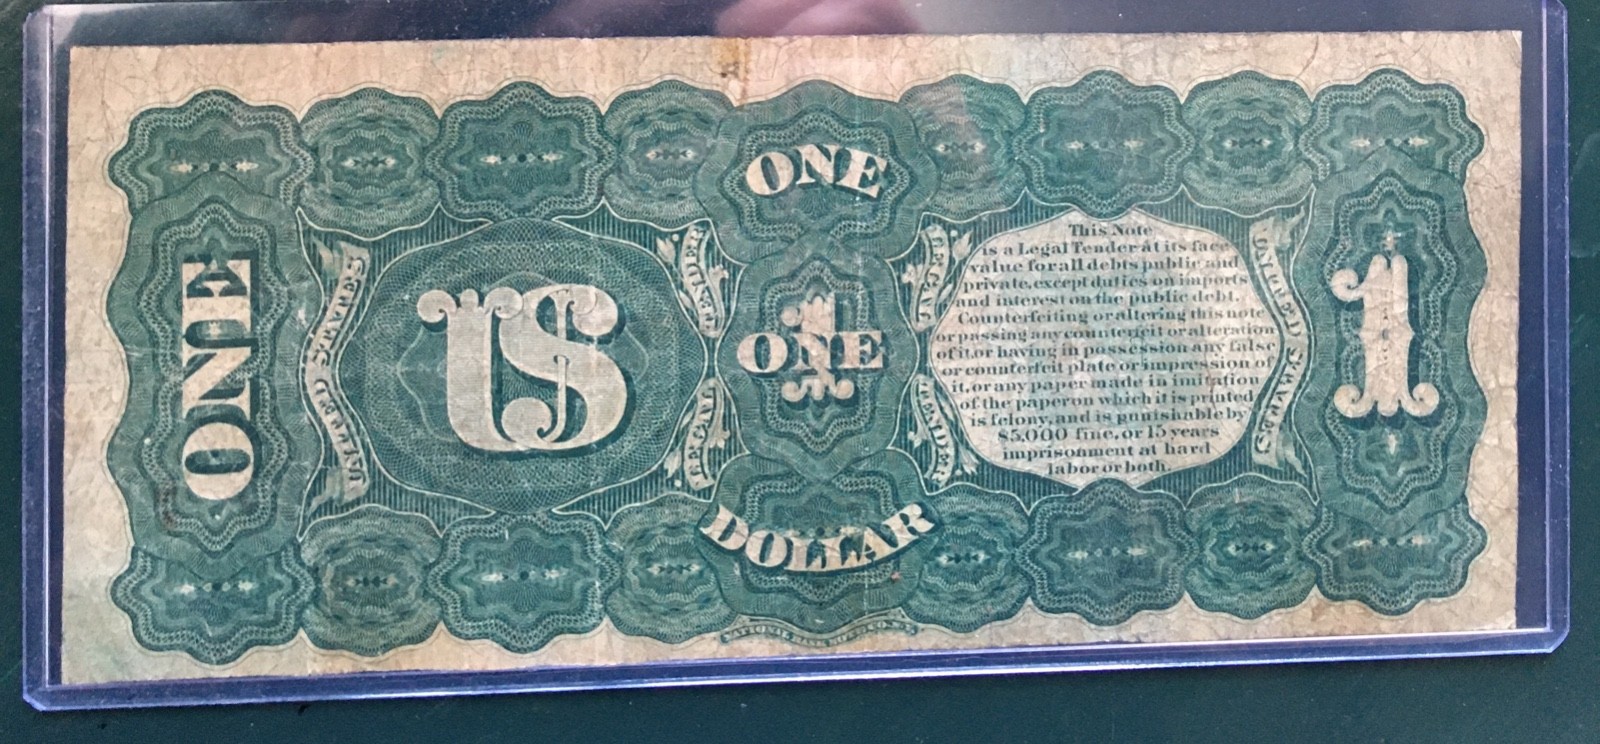 ONE
ONE
UNITED STATES
US
LEGAL
TENDER
ONE
1
LEGAL
TENDER
This Note
is a Legal Tender at its face
value for all debts public and
private, except duties on imports
and interest on the public debt.
Counterfeiting or altering this note
or passing any counterfeit or alteration
of it, or having in possession any false
or counterfeit plate or impression of
it, or any paper made in imitation
of the paper on which it is printed
is felony, and is punishable by
$5,000 fine, or 15 years
imprisonment at hard
labor or both.
UNITED STATES
1
DOLLAR